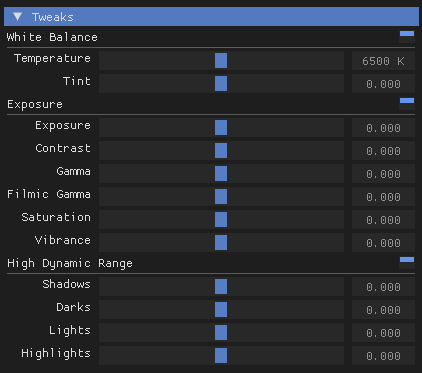 Tweaks
White Balance
Temperature 6500 K
Tint 0.000
Exposure
Exposure 0.000
Contrast 0.000
Gamma 0.000
Filmic Gamma 0.000
Saturation 0.000
Vibrance 0.000
High Dynamic Range
Shadows 0.000
Darks 0.000
Lights 0.000
Highlights 0.000